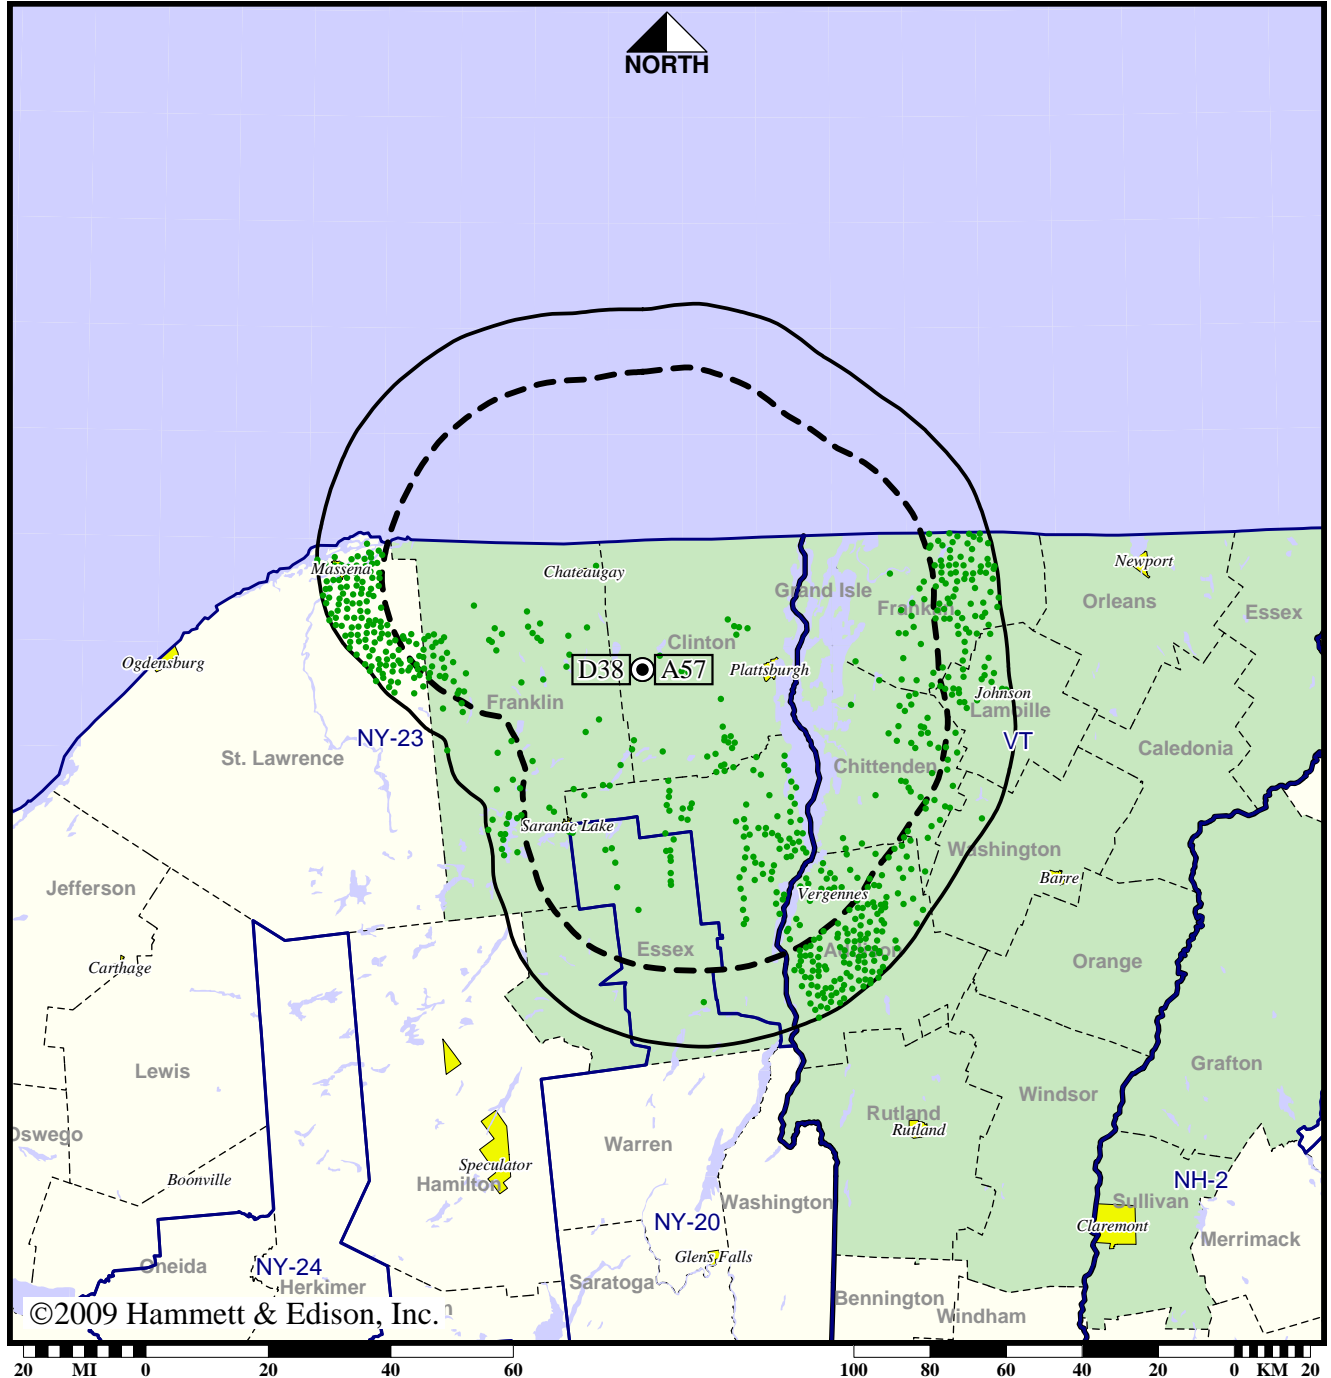 NORTH
Massena
Chateaugay
Grand Isle
Franklin
Newport
Orleans
Essex
Clinton
Ogdensburg
D38
A57
Plattsburgh
Franklin
Johnson
Lamoille
NY-23
VT
St. Lawrence
Caledonia
Chittenden
Saranac Lake
Washington
Jefferson
Barre
Vergennes
Essex
Addison
Carthage
Orange
Lewis
Grafton
Windsor
Rutland
Rutland
Oswego
Warren
Speculator
Boonville
Hamilton
NH-2
Sullivan
Washington
NY-20
Claremont
Merrimack
Glens Falls
Oneida
NY-24
Herkimer
Saratoga
Bennington
Windham
©2009 Hammett & Edison, Inc.
20 MI 0 20 40 60
100 80 60 40 20 0 KM 20